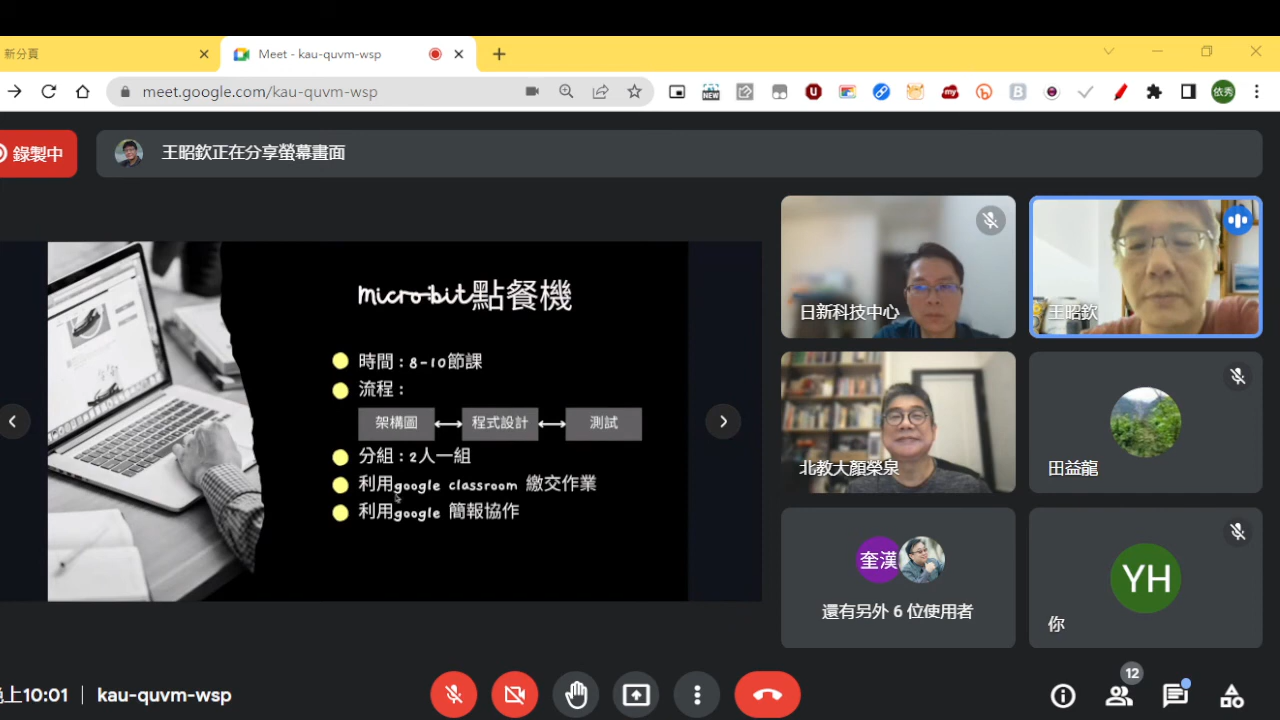 新分頁
Meet - kau-quvm-wsp
meet.google.com/kau-quvm-wsp
NEW
依秀
錄製中
王昭欽正在分享螢幕畫面
micro:bit點餐機
時間：8-10節課
流程：
架構圖
程式設計
測試
分組：2人一組
利用google classroom 繳交作業
利用google 簡報協作
日新科技中心
王昭欽
北教大顏榮泉
田益龍
奎漢
還有另外 6 位使用者
YH
你
晚上10:01
kau-quvm-wsp
12